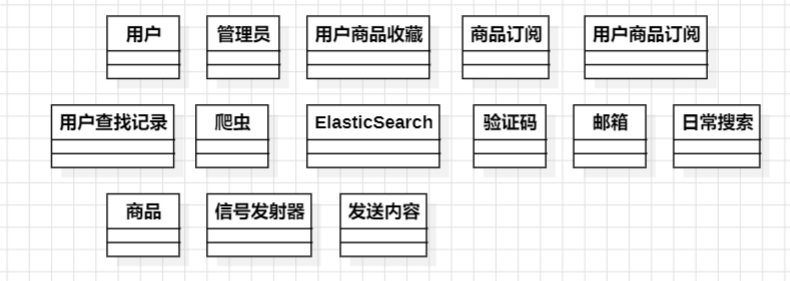 用户 管理员 用户商品收藏 商品订阅 用户商品订阅
用户查找记录 爬虫 ElasticSearch 验证码 邮箱 日常搜索
商品 信号发射器 发送内容